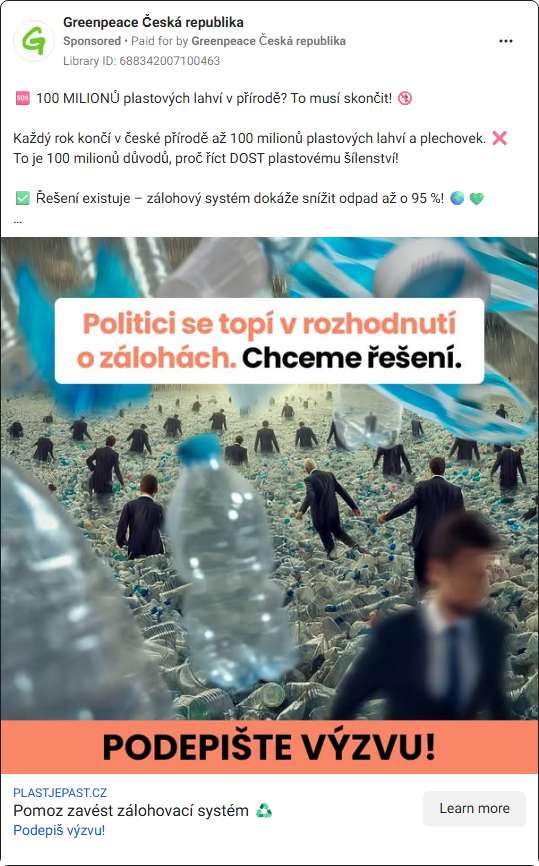 Greenpeace Česká republika
Sponsored • Paid for by Greenpeace Česká republika
Library ID: 688342007100463
🆘 100 MILIONŮ plastových lahví v přírodě? To musí skončit! 🚯
Každý rok končí v české přírodě až 100 milionů plastových lahví a plechovek. ❌
To je 100 milionů důvodů, proč říct DOST plastovému šílenství!
✅ Řešení existuje – zálohový systém dokáže snížit odpad až o 95 %! 🌍 💚
...
Politici se topí v rozhodnutí
o zálohách. Chceme řešení.
PODEPIŠTE VÝZVU!
PLASTJEPAST.CZ
Pomoz zavést zálohovací systém ♻️
Podepiš výzvu!
Learn more